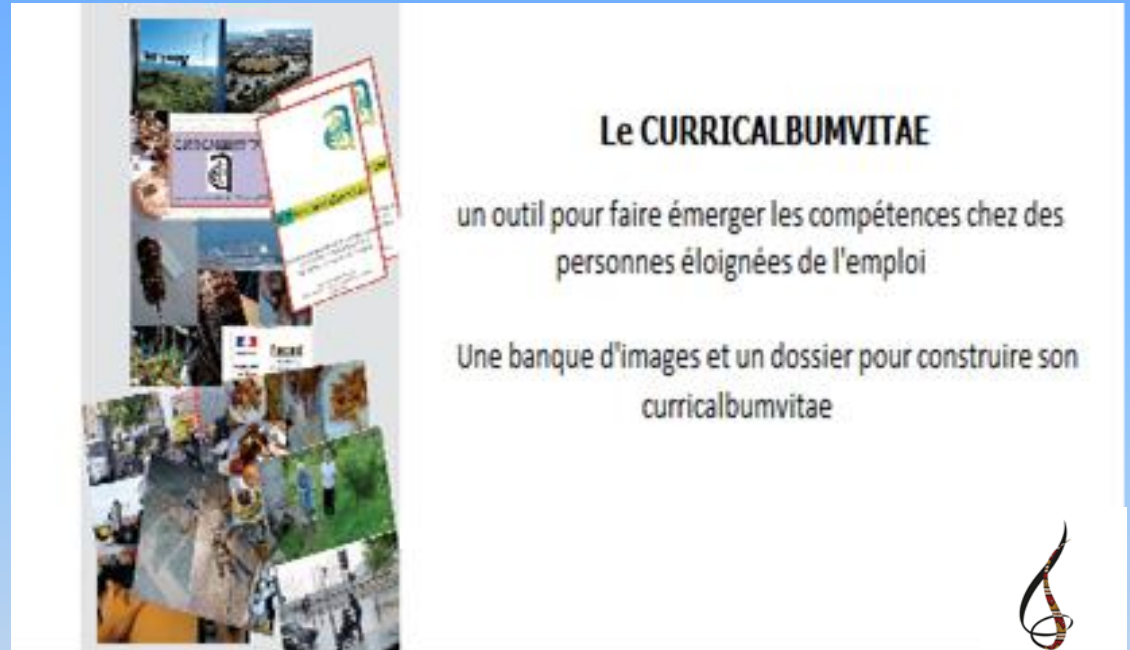 Le CURRICALBUMVITAE
un outil pour faire émerger les compétences chez des
personnes éloignées de l'emploi
Une banque d'images et un dossier pour construire son
curricalbumvitae